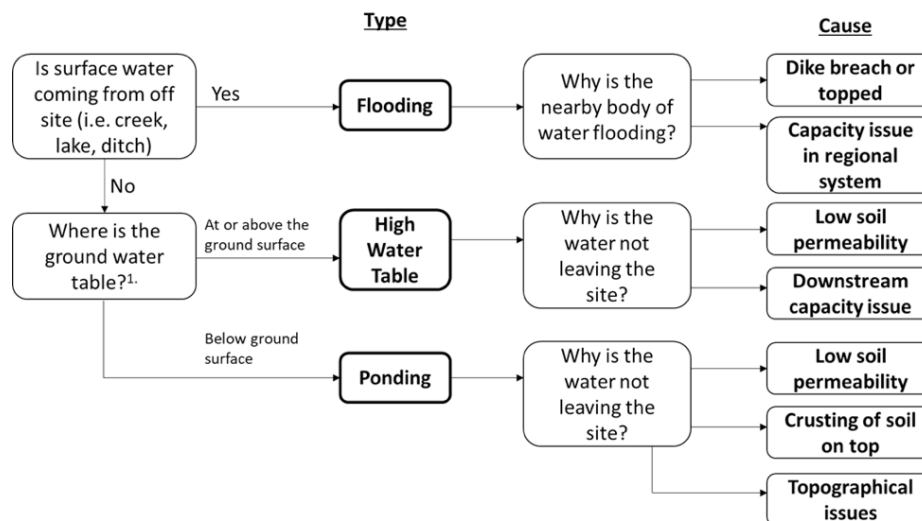 Type
Cause
Is surface water
coming from off
site (i.e. creek,
lake, ditch)
Yes
Flooding
Why is the
nearby body of
water flooding?
Dike breach or
topped
Capacity issue
in regional
system
No
Where is the
ground water
table?1.
At or above the
ground surface
High
Water
Table
Why is the
water not
leaving the
site?
Low soil
permeability
Downstream
capacity issue
Below ground
surface
Ponding
Why is the
water not
leaving the
site?
Low soil
permeability
Crusting of soil
on top
Topographical
issues